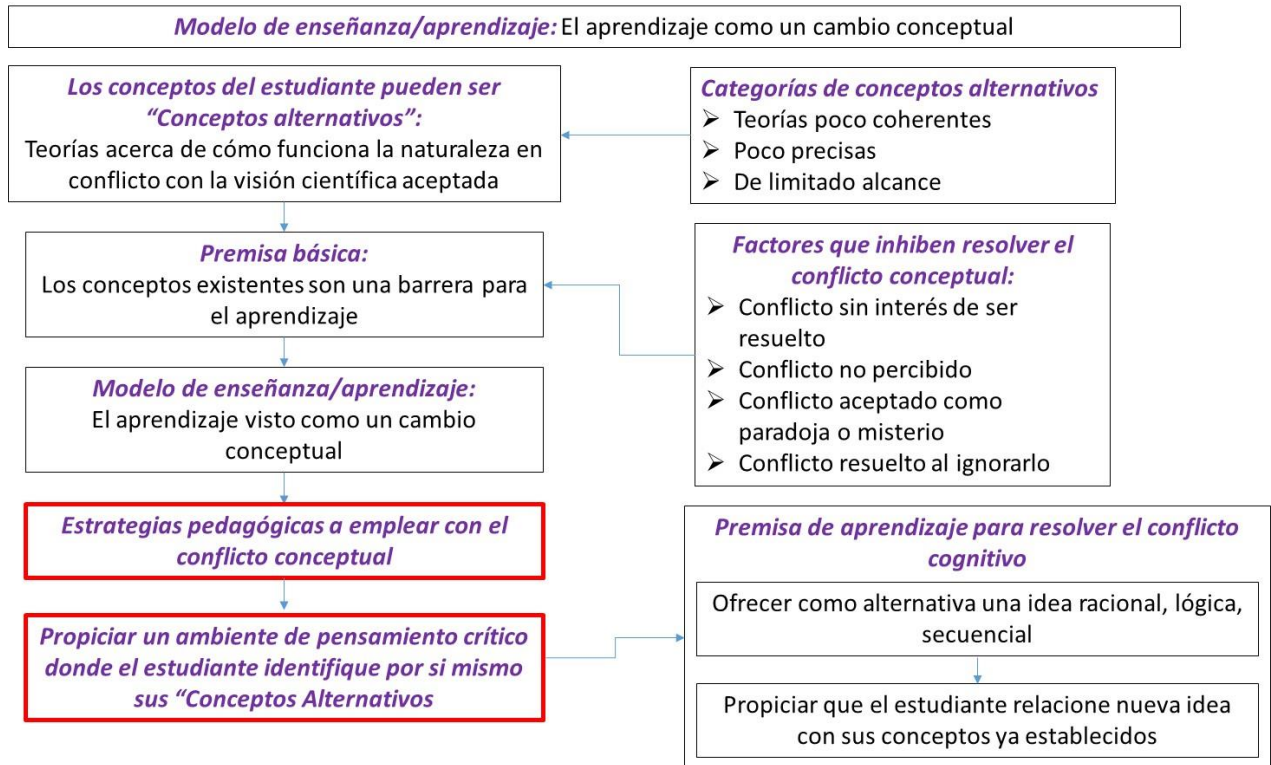 Modelo de enseñanza/aprendizaje: El aprendizaje como un cambio conceptual
Los conceptos del estudiante pueden ser
“Conceptos alternativos”:
Teorías acerca de cómo funciona la naturaleza en
conflicto con la visión científica aceptada
Categorías de conceptos alternativos
➢ Teorías poco coherentes
➢ Poco precisas
➢ De limitado alcance
Premisa básica:
Los conceptos existentes son una barrera para
el aprendizaje
Factores que inhiben resolver el
conflicto conceptual:
➢ Conflicto sin interés de ser
resuelto
➢ Conflicto no percibido
➢ Conflicto aceptado como
paradoja o misterio
➢ Conflicto resuelto al ignorarlo
Modelo de enseñanza/aprendizaje:
El aprendizaje visto como un cambio
conceptual
Estrategias pedagógicas a emplear con el
conflicto conceptual
Propiciar un ambiente de pensamiento crítico
donde el estudiante identifique por si mismo
sus “Conceptos Alternativos
Premisa de aprendizaje para resolver el conflicto
cognitivo
Ofrecer como alternativa una idea racional, lógica,
secuencial
Propiciar que el estudiante relacione nueva idea
con sus conceptos ya establecidos